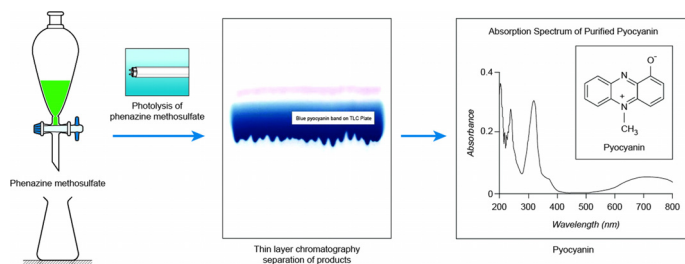 Phenazine methosulfate
Photolysis of
phenazine methosulfate
Blue pyocyanin band on TLC Plate
Thin layer chromatography
separation of products
Absorption Spectrum of Purified Pyocyanin
O-
N
N
+
CH3
Pyocyanin
0.4
0.2
0
Absorbance
200 300 400 500 600 700 800
Wavelength (nm)
Pyocyanin